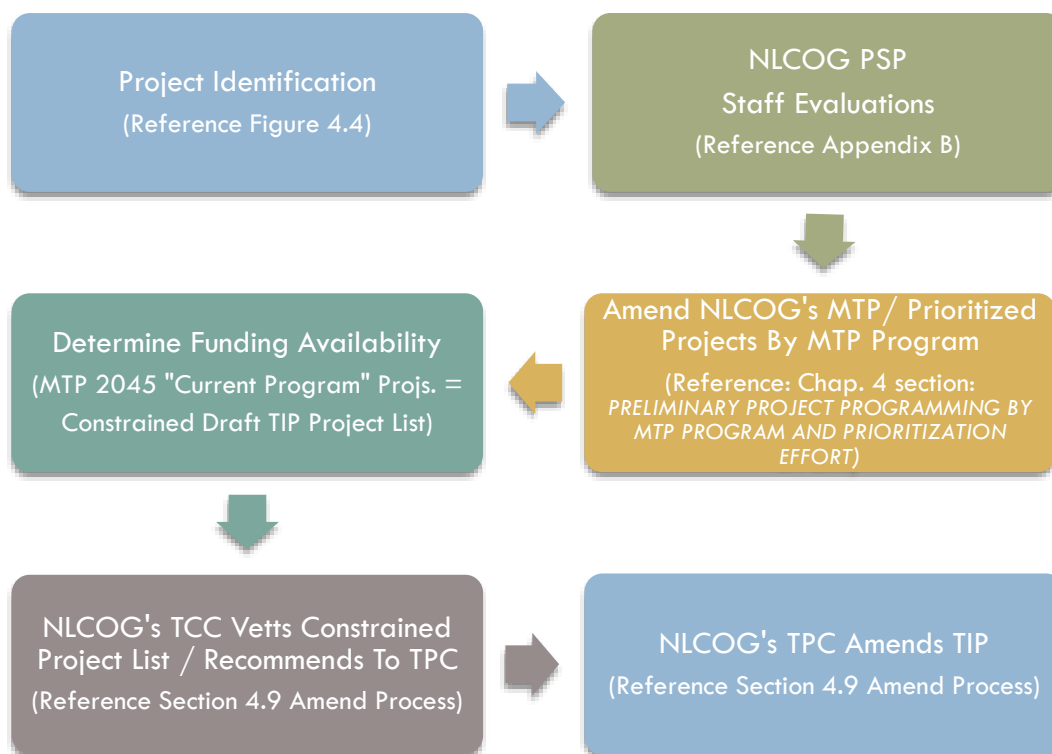 Project Identification
(Reference Figure 4.4)
NLCOG PSP
Staff Evaluations
(Reference Appendix B)
Amend NLCOG's MTP/ Prioritized
Projects By MTP Program
(Reference: Chap. 4 section:
PRELIMINARY PROJECT PROGRAMMING BY
MTP PROGRAM AND PRIORITIZATION
EFFORT)
Determine Funding Availability
(MTP 2045 "Current Program" Projs. =
Constrained Draft TIP Project List)
NLCOG's TCC Vetts Constrained
Project List / Recommends To TPC
(Reference Section 4.9 Amend Process)
NLCOG's TPC Amends TIP
(Reference Section 4.9 Amend Process)